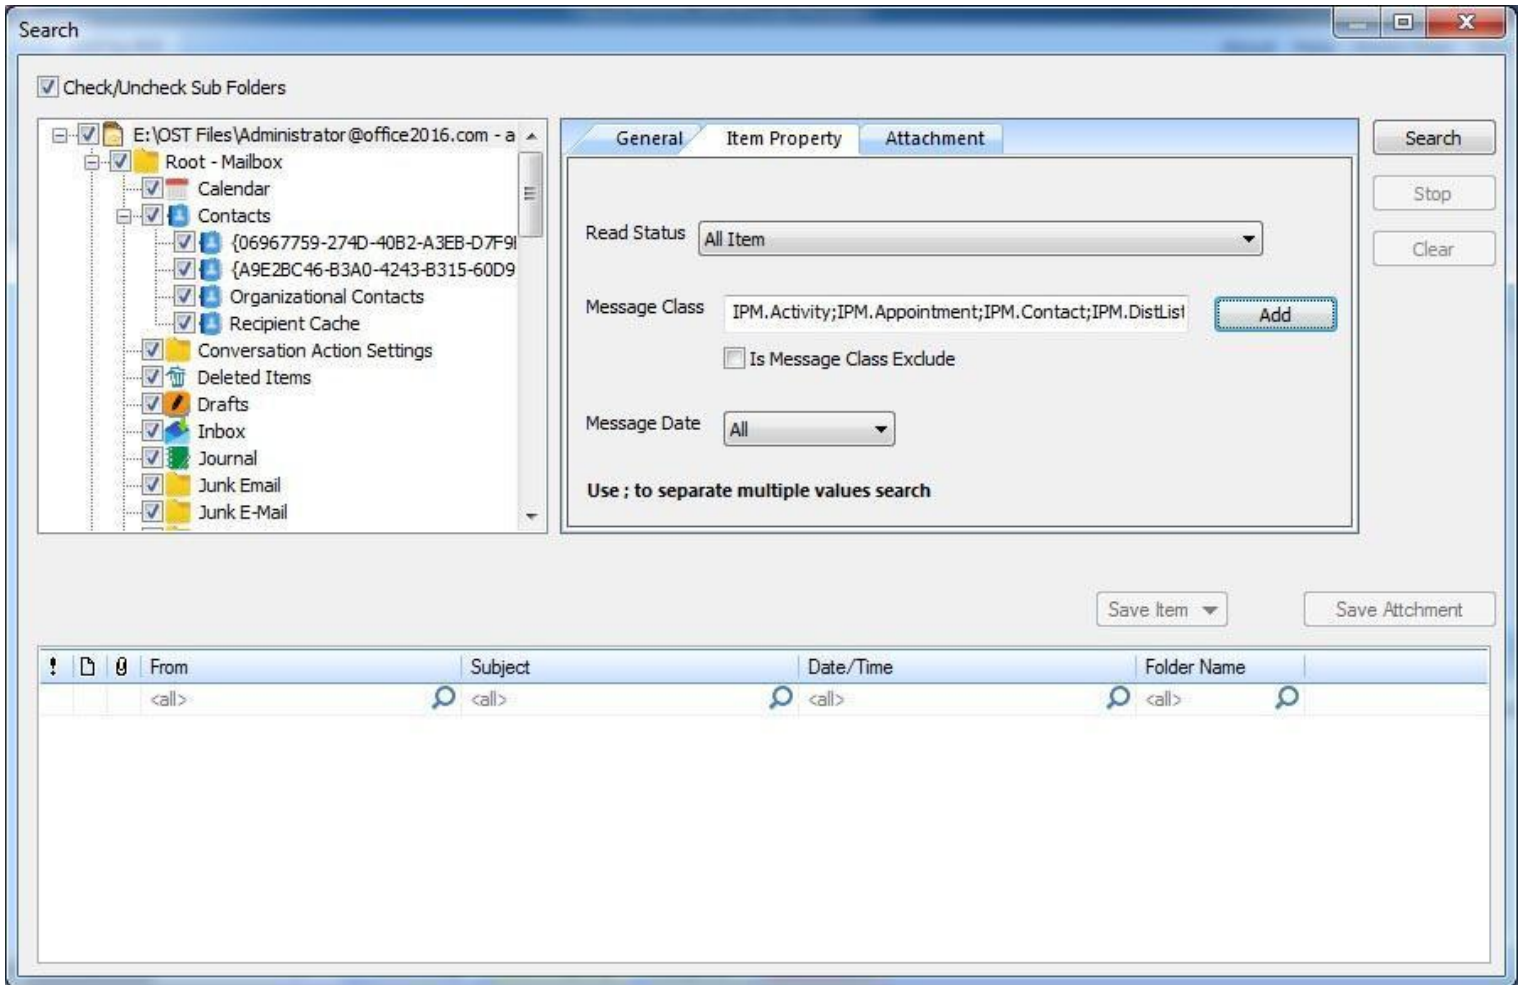 Search
Check/Uncheck Sub Folders
E:\OST Files\Administrator@office2016.com - a
Root - Mailbox
Calendar
Contacts
{06967759-274D-40B2-A3EB-D7F9
{A9E2BC46-B3A0-4243-B315-60D9
Organizational Contacts
Recipient Cache
Conversation Action Settings
Deleted Items
Drafts
Inbox
Journal
Junk Email
Junk E-Mail
General
Item Property
Attachment
Read Status
All Item
Message Class
IPM.Activity;IPM.Appointment;IPM.Contact;IPM.DistList
Add
Is Message Class Exclude
Message Date
All
Use ; to separate multiple values search
Search
Stop
Clear
Save Item
Save Attchment
From Subject Date/Time Folder Name
<all> <all> <all> <all>